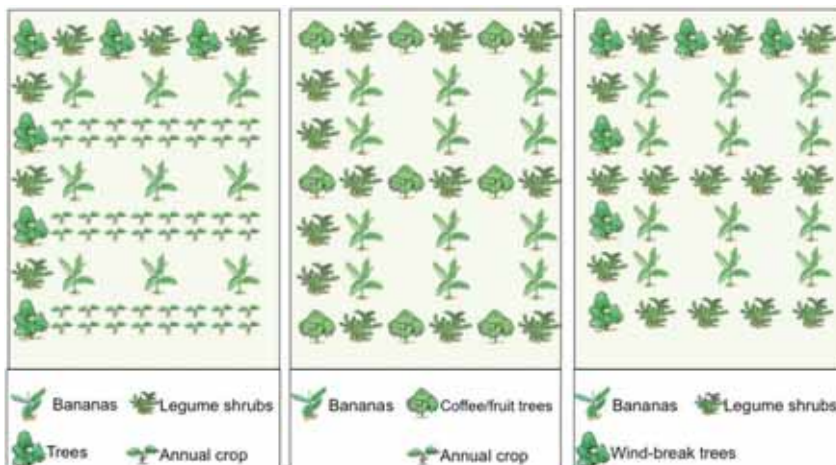 Bananas Legume shrubs
Trees Annual crop
Bananas Coffee/fruit trees
Annual crop
Bananas Legume shrubs
Wind-break trees